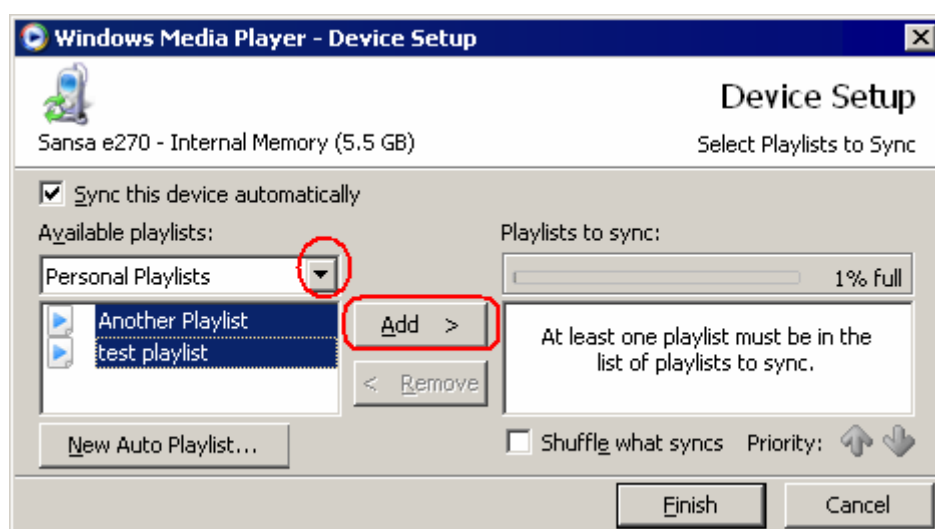 Windows Media Player - Device Setup
Device Setup
Sansa e270 - Internal Memory (5.5 GB)
Select Playlists to Sync
Sync this device automatically
Available playlists:
Playlists to sync:
Personal Playlists
1% full
Another Playlist
test playlist
Add >
< Remove
At least one playlist must be in the
list of playlists to sync.
New Auto Playlist...
Shuffle what syncs
Priority:
Finish
Cancel